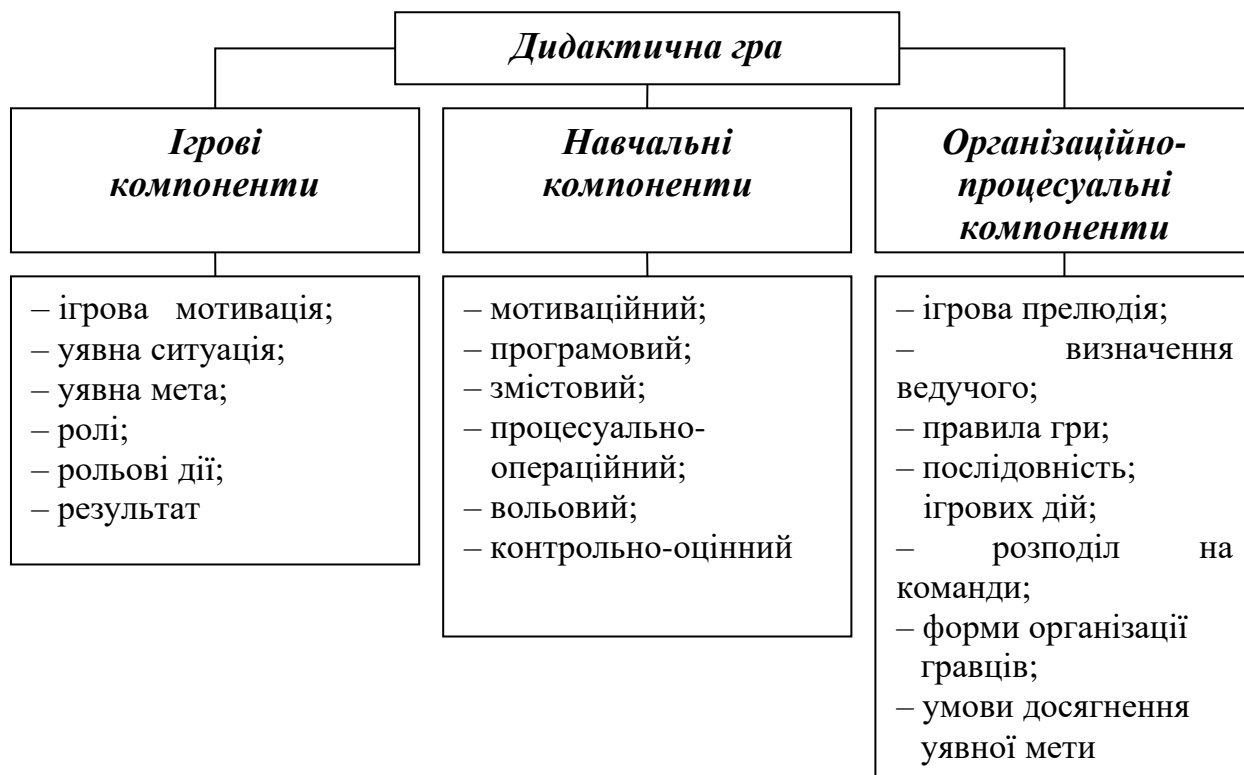 Дидактична гра
Ігрові
компоненти
Навчальні
компоненти
Організаційно-
процесуальні
компоненти
– ігрова мотивація;
– уявна ситуація;
– уявна мета;
– ролі;
– рольові дії;
– результат
– мотиваційний;
– програмовий;
– змістовий;
– процесуально-
операційний;
– вольовий;
– контрольно-оцінний
– ігрова прелюдія;
– визначення
ведучого;
– правила гри;
– послідовність;
ігрових дій;
– розподіл на
команди;
– форми організації
гравців;
– умови досягнення
уявної мети